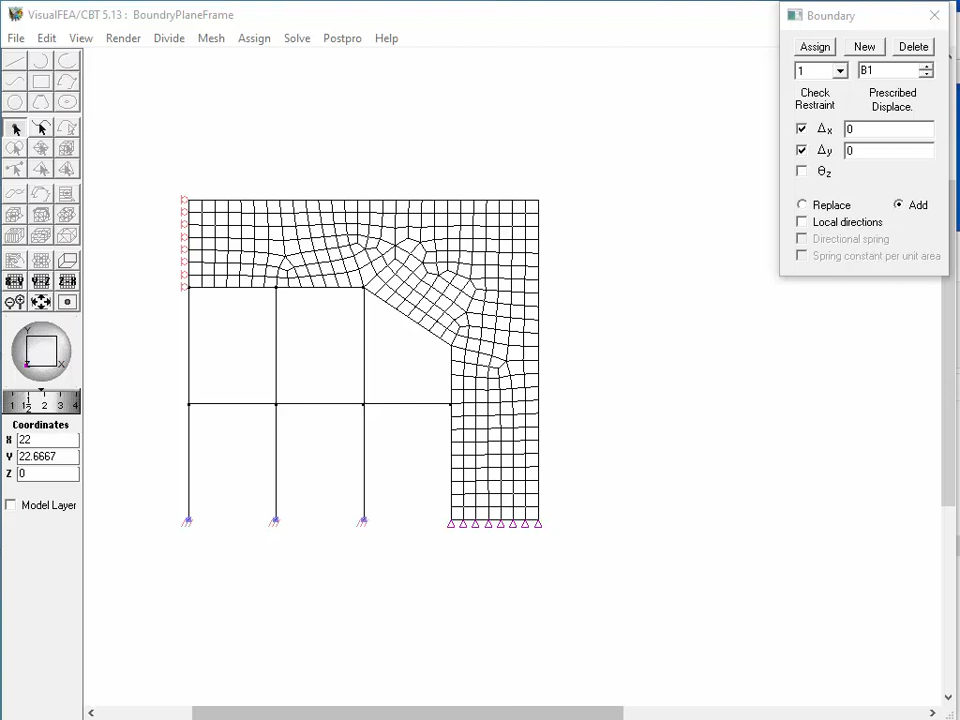 VisualFEA/CBT 5.13 : BoundryPlaneFrame
File Edit View Render Divide Mesh Assign Solve Postpro Help
Boundary
Assign New Delete
1 B1
Check Restraint
Prescribed Displace.
Δx 0
Δy 0
θz
Replace Add
Local directions
Directional spring
Spring constant per unit area
Y
Z X
1 1 1/2 2 3 4
Coordinates
X 22
Y 22.6667
Z 0
Model Layer